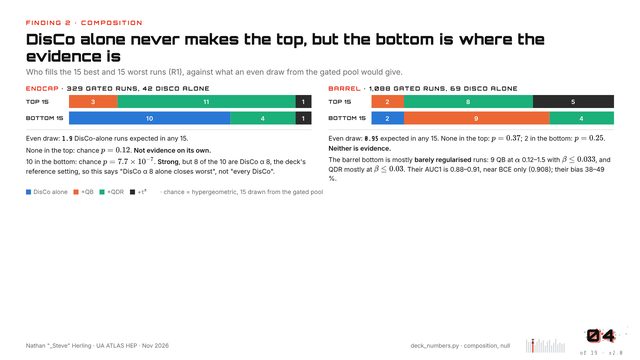 FINDING 2 · COMPOSITION
DisCo alone never makes the top, but the bottom is where the
evidence is
Who fills the 15 best and 15 worst runs (R1), against what an even draw from the gated pool would give.
ENDCAP · 329 GATED RUNS, 42 DISCO ALONE
TOP 15 3 11 1
BOTTOM 15 10 4 1
Even draw: 1.9 DisCo-alone runs expected in any 15.
None in the top: chance p = 0.12. Not evidence on its own.
10 in the bottom: chance p = 7.7 × 10⁻⁷. Strong, but 8 of the 10 are DisCo α 8, the deck's
reference setting, so this says "DisCo α 8 alone closes worst", not "every DisCo".
DisCo alone +QB +QDR · chance = hypergeometric, 15 drawn from the gated pool
BARREL · 1,088 GATED RUNS, 69 DISCO ALONE
TOP 15 2 8 5
BOTTOM 15 2 9 4
Even draw: 0.95 expected in any 15. None in the top: p = 0.37; 2 in the bottom: p = 0.25.
Neither is evidence.
The barrel bottom is mostly barely regularised runs: 9 QB at α 0.12–1.5 with β ≤ 0.033, and
QDR mostly at β ≤ 0.03. Their AUC1 is 0.88–0.91, near BCE only (0.908); their bias 38–49
%.
Nathan "_Steve" Herling · UA ATLAS HEP · Nov 2026
deck_numbers.py · composition, null
04